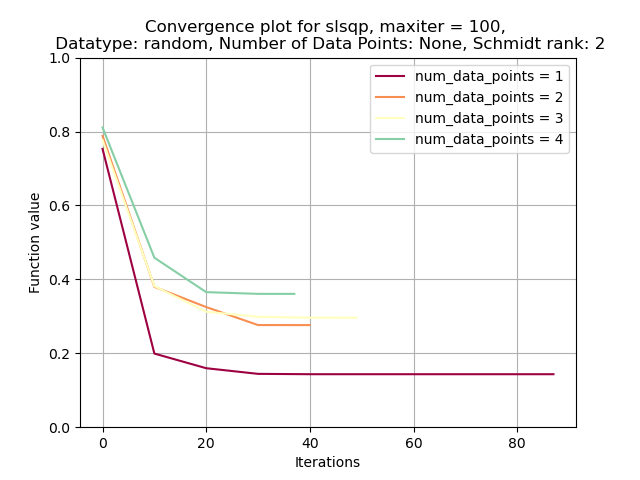 Convergence plot for slsqp, maxiter = 100,
Datatype: random, Number of Data Points: None, Schmidt rank: 2
1.0
0.8
0.6
0.4
0.2
0.0
Function value
num_data_points = 1
num_data_points = 2
num_data_points = 3
num_data_points = 4
0
20
40
60
80
Iterations